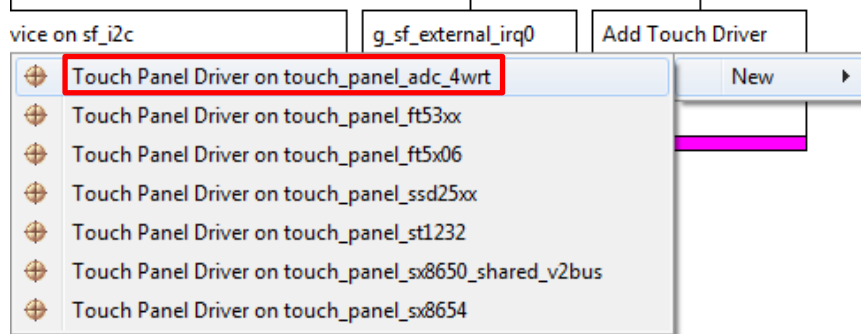 vice on sf_i2c
g_sf_external_irq0
Add Touch Driver
Touch Panel Driver on touch_panel_adc_4wrt
New
Touch Panel Driver on touch_panel_ft53xx
Touch Panel Driver on touch_panel_ft5x06
Touch Panel Driver on touch_panel_ssd25xx
Touch Panel Driver on touch_panel_st1232
Touch Panel Driver on touch_panel_sx8650_shared_v2bus
Touch Panel Driver on touch_panel_sx8654